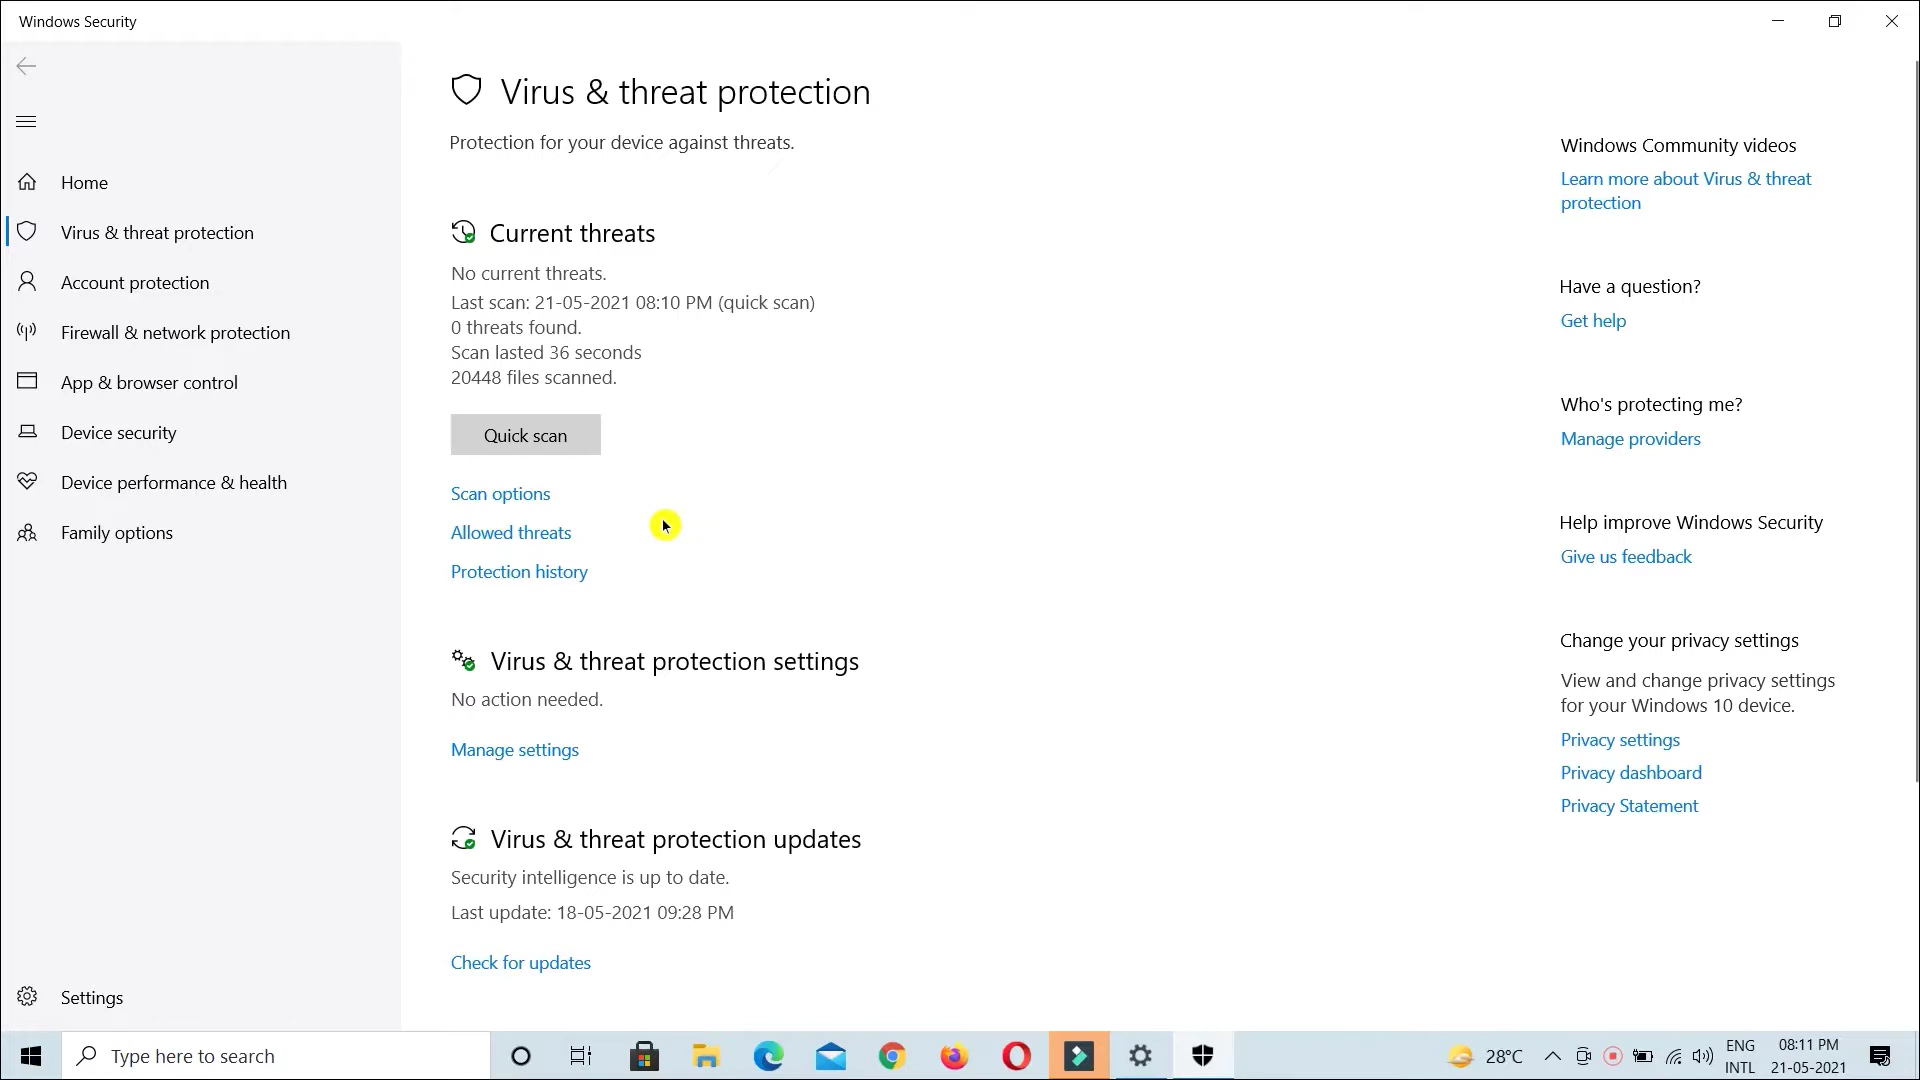 Windows Security
Home
Virus & threat protection
Account protection
Firewall & network protection
App & browser control
Device security
Device performance & health
Family options
Settings
Virus & threat protection
Protection for your device against threats.
Current threats
No current threats.
Last scan: 21-05-2021 08:10 PM (quick scan)
0 threats found.
Scan lasted 36 seconds
20448 files scanned.
Quick scan
Scan options
Allowed threats
Protection history
Virus & threat protection settings
No action needed.
Manage settings
Virus & threat protection updates
Security intelligence is up to date.
Last update: 18-05-2021 09:28 PM
Check for updates
Windows Community videos
Learn more about Virus & threat
protection
Have a question?
Get help
Who's protecting me?
Manage providers
Help improve Windows Security
Give us feedback
Change your privacy settings
View and change privacy settings
for your Windows 10 device.
Privacy settings
Privacy dashboard
Privacy Statement
Type here to search
28°C
ENG
INTL
08:11 PM
21-05-2021